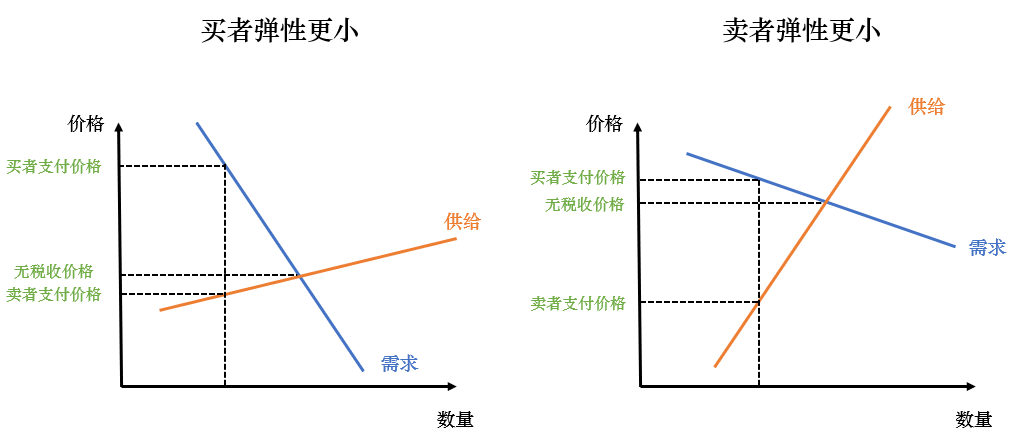 买者弹性更小
价格
买者支付价格
供给
无税收价格
卖者支付价格
需求
数量
卖者弹性更小
供给
价格
买者支付价格
无税收价格
需求
卖者支付价格
数量